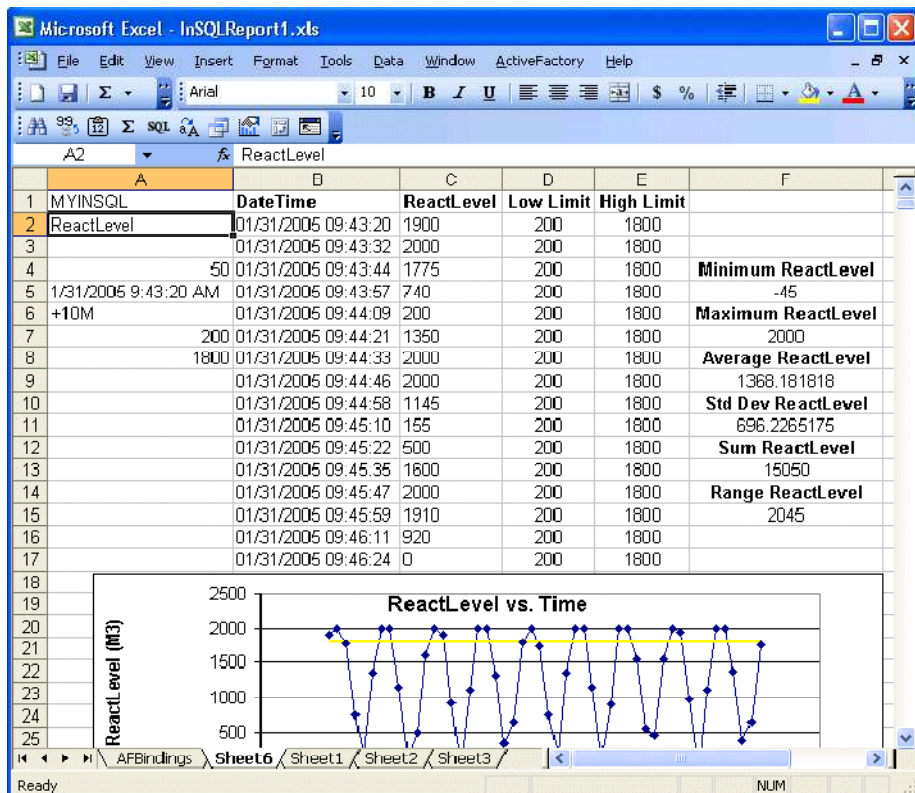 Microsoft Excel - InSQLReport1.xls
File Edit View Insert Format Tools Data Window ActiveFactory Help
Arial 10 B I U $ %
SQL
A2 fx ReactLevel
A B C D E F
1 MYINSQL DateTime ReactLevel Low Limit High Limit
2 ReactLevel 01/31/2005 09:43:20 1900 200 1800
3 01/31/2005 09:43:32 2000 200 1800
4 50 01/31/2005 09:43:44 1775 200 1800 Minimum ReactLevel
5 1/31/2005 9:43:20 AM 01/31/2005 09:43:57 740 200 1800 -45
6 +10M 01/31/2005 09:44:09 200 200 1800 Maximum ReactLevel
7 200 01/31/2005 09:44:21 1350 200 1800 2000
8 1800 01/31/2005 09:44:33 2000 200 1800 Average ReactLevel
9 01/31/2005 09:44:46 2000 200 1800 1368.181818
10 01/31/2005 09:44:58 1145 200 1800 Std Dev ReactLevel
11 01/31/2005 09:45:10 155 200 1800 696.2265175
12 01/31/2005 09:45:22 500 200 1800 Sum ReactLevel
13 01/31/2005 09:45:35 1600 200 1800 15050
14 01/31/2005 09:45:47 2000 200 1800 Range ReactLevel
15 01/31/2005 09:45:59 1910 200 1800 2045
16 01/31/2005 09:46:11 920 200 1800
17 01/31/2005 09:46:24 0 200 1800
18
19
20
21
22
23
24
25
ReactLevel vs. Time
ReactLevel (M3)
2500
2000
1500
1000
500
AFBindings Sheet6 Sheet1 Sheet2 Sheet3
Ready NUM